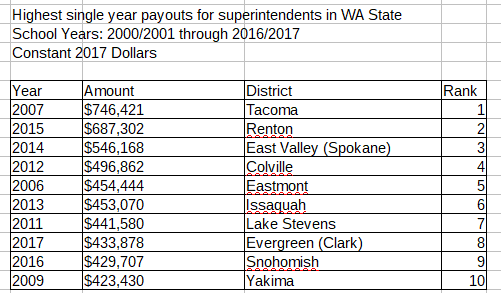 Highest single year payouts for superintendents in WA State
School Years: 2000/2001 through 2016/2017
Constant 2017 Dollars
Year Amount District Rank
2007 $746,421 Tacoma 1
2015 $687,302 Renton 2
2014 $546,168 East Valley (Spokane) 3
2012 $496,862 Colville 4
2006 $454,444 Eastmont 5
2013 $453,070 Issaquah 6
2011 $441,580 Lake Stevens 7
2017 $433,878 Evergreen (Clark) 8
2016 $429,707 Snohomish 9
2009 $423,430 Yakima 10